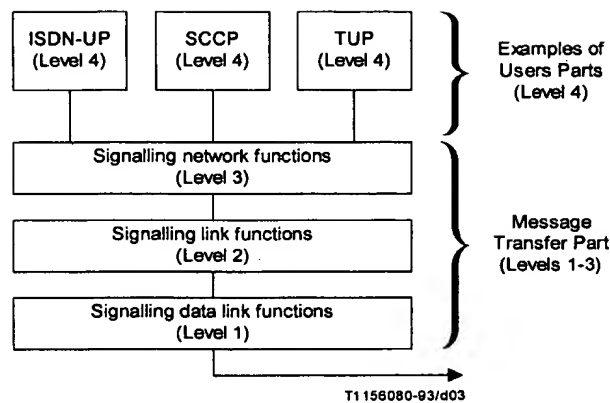 ISDN-UP
(Level 4)
SCCP
(Level 4)
TUP
(Level 4)
Examples of
Users Parts
(Level 4)
Signalling network functions
(Level 3)
Signalling link functions
(Level 2)
Signalling data link functions
(Level 1)
Message
Transfer Part
(Levels 1-3)
T1156080-93/d03